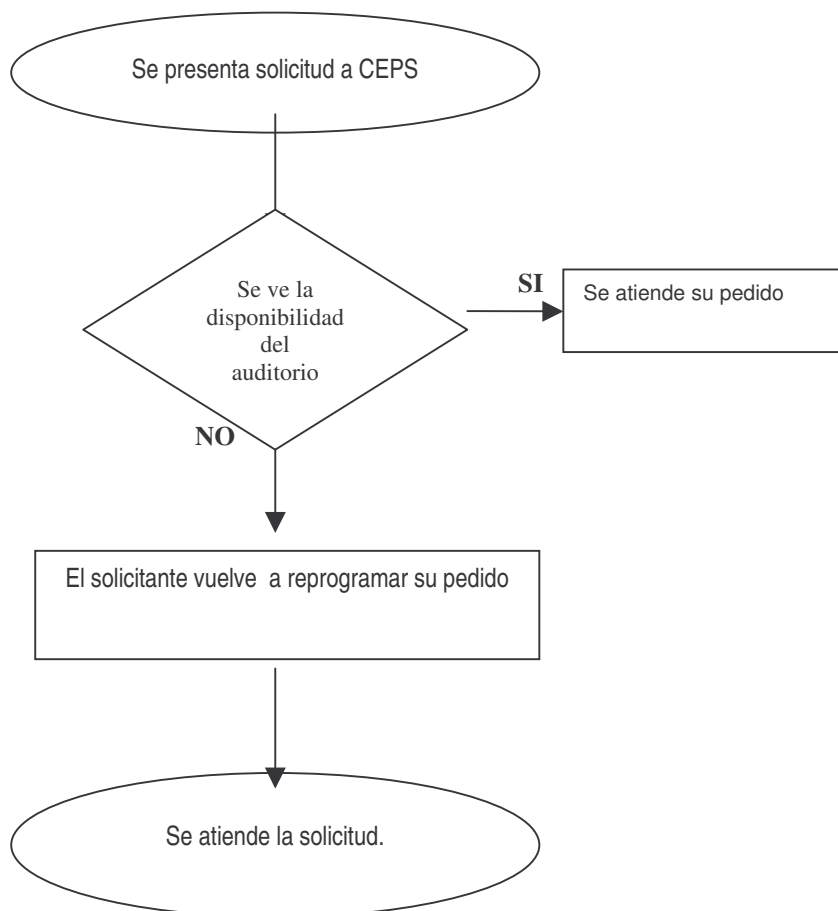 Se presenta solicitud a CEPS
Se ve la
disponibilidad
del
auditorio
SI
Se atiende su pedido
NO
El solicitante vuelve  a reprogramar su pedido
Se atiende la solicitud.